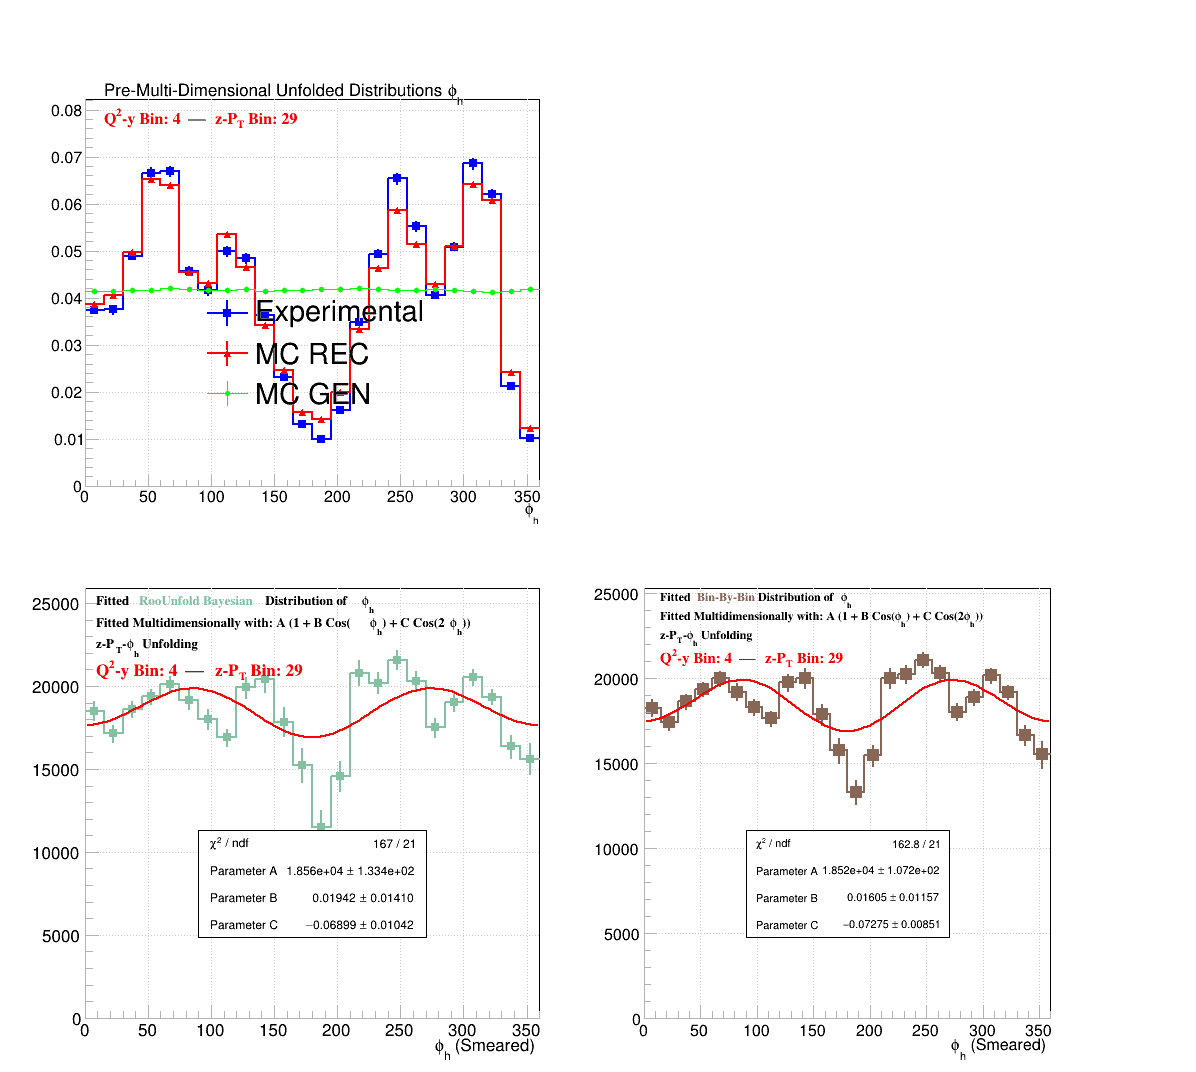 Pre-Multi-Dimensional Unfolded Distributions ϕh
Q²-y Bin: 4 — z-PT Bin: 29
0.08
0.07
0.06
0.05
0.04
0.03
0.02
0.01
0
Experimental
MC REC
MC GEN
0 50 100 150 200 250 300 350
ϕh
Fitted RooUnfold Bayesian Distribution of ϕh
Fitted Multidimensionally with: A (1 + B Cos( ϕh) + C Cos(2 ϕh))
z-PT-ϕh Unfolding
Q²-y Bin: 4 — z-PT Bin: 29
25000
20000
15000
10000
5000
0
χ² / ndf 167 / 21
Parameter A 1.856e+04 ± 1.334e+02
Parameter B 0.01942 ± 0.01410
Parameter C −0.06899 ± 0.01042
0 50 100 150 200 250 300 350
ϕh (Smeared)
Fitted Bin-By-Bin Distribution of ϕh
Fitted Multidimensionally with: A (1 + B Cos(ϕh) + C Cos(2ϕh))
z-PT-ϕh Unfolding
Q²-y Bin: 4 — z-PT Bin: 29
25000
20000
15000
10000
5000
0
χ² / ndf 162.8 / 21
Parameter A 1.852e+04 ± 1.072e+02
Parameter B 0.01605 ± 0.01157
Parameter C −0.07275 ± 0.00851
0 50 100 150 200 250 300 350
ϕh (Smeared)